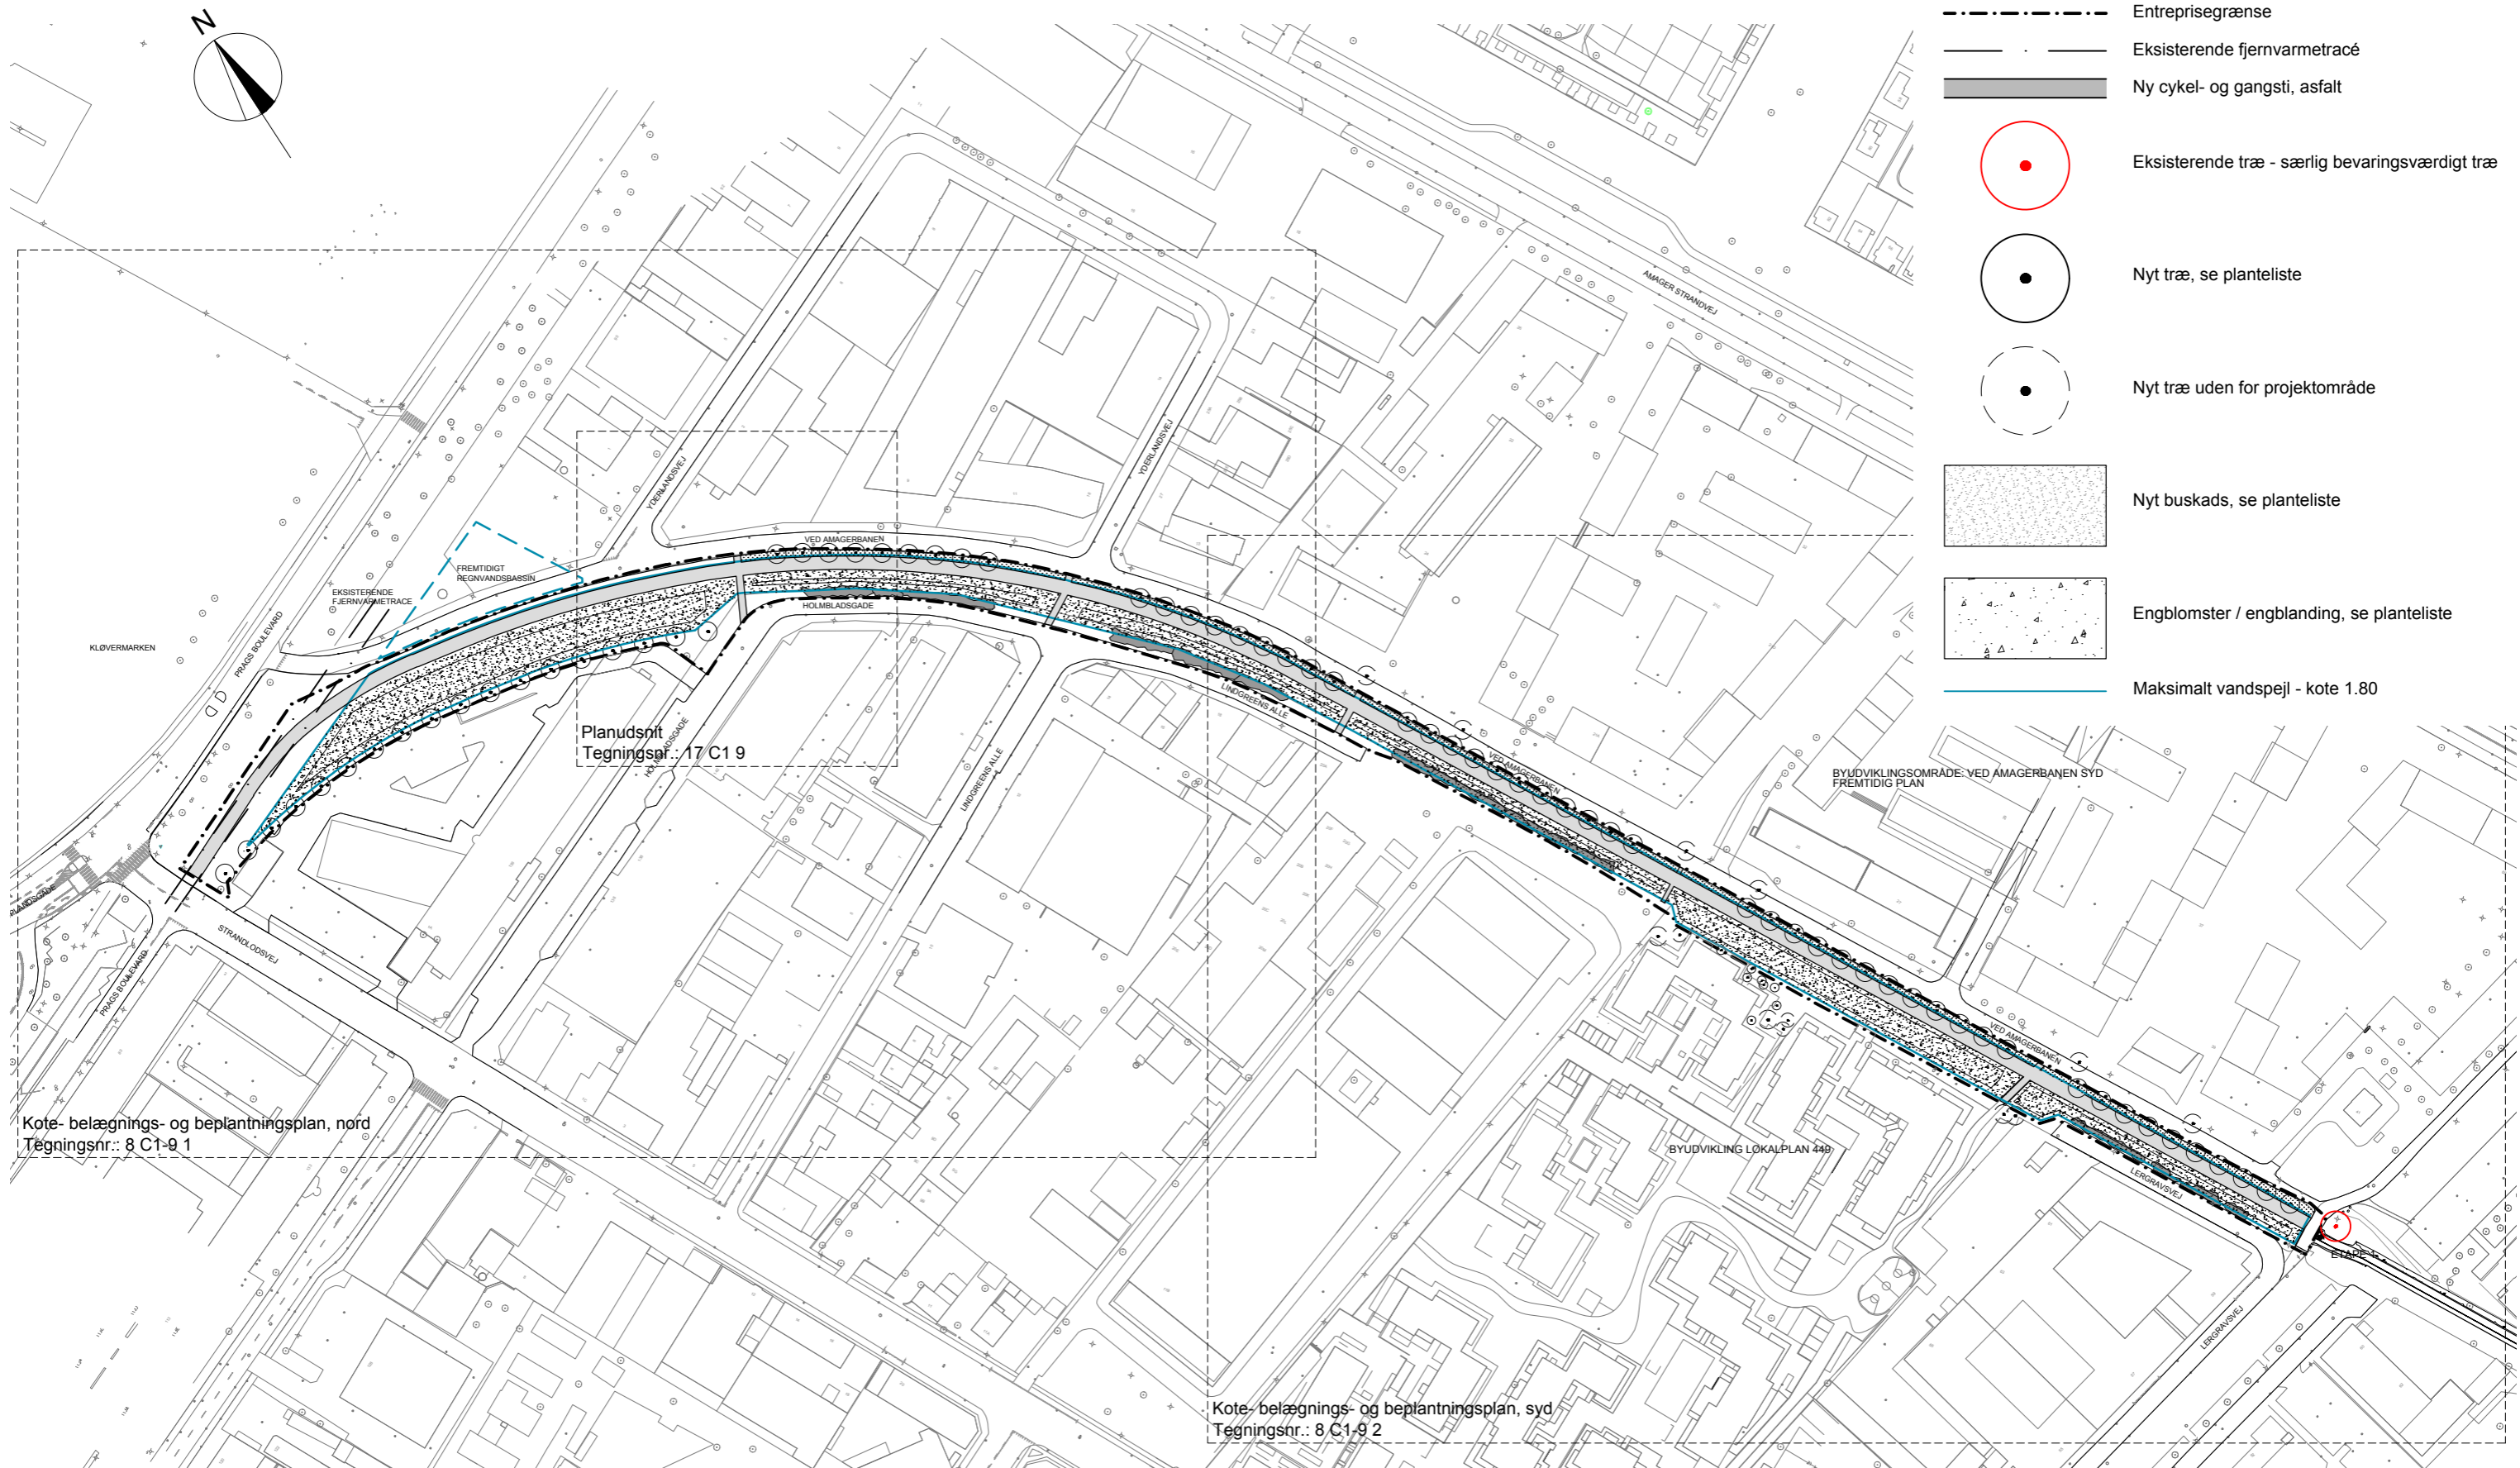 N
Entreprisegrænse
Eksisterende fjernvarmetracé
Ny cykel- og gangsti, asfalt
Eksisterende træ - særlig bevaringsværdigt træ
Nyt træ, se planteliste
Nyt træ uden for projektområde
Nyt buskads, se planteliste
Engblomster / engblanding, se planteliste
Maksimalt vandspejl - kote 1.80
AMAGER STRANDVEJ
YDERLANDSVEJ
YDERLANDSVEJ
VED AMAGERBANEN
FREMTIDIGT
REGNVANDSBASSIN
EKSISTERENDE
FJERNVARMETRACE
HOLMBLADSGADE
KLØVERMARKEN
PRAGS BOULEVARD
LINDGREENS ALLE
Planudsnit
Tegningsnr.: 17 C1 9
HOLMBLADSGADE
LINDGREENS ALLE
VED AMAGERBANEN
BYUDVIKLINGSOMRÅDE: VED AMAGERBANEN SYD
FREMTIDIG PLAN
STRANDLODSVEJ
PRAGS BOULEVARD
VED AMAGERBANEN
Kote- belægnings- og beplantningsplan, nord
Tegningsnr.: 8 C1-9 1
BYUDVIKLING LOKALPLAN 449
LERGRAVSVEJ
ETAPE
LERGRAVSVEJ
Kote- belægnings- og beplantningsplan, syd
Tegningsnr.: 8 C1-9 2